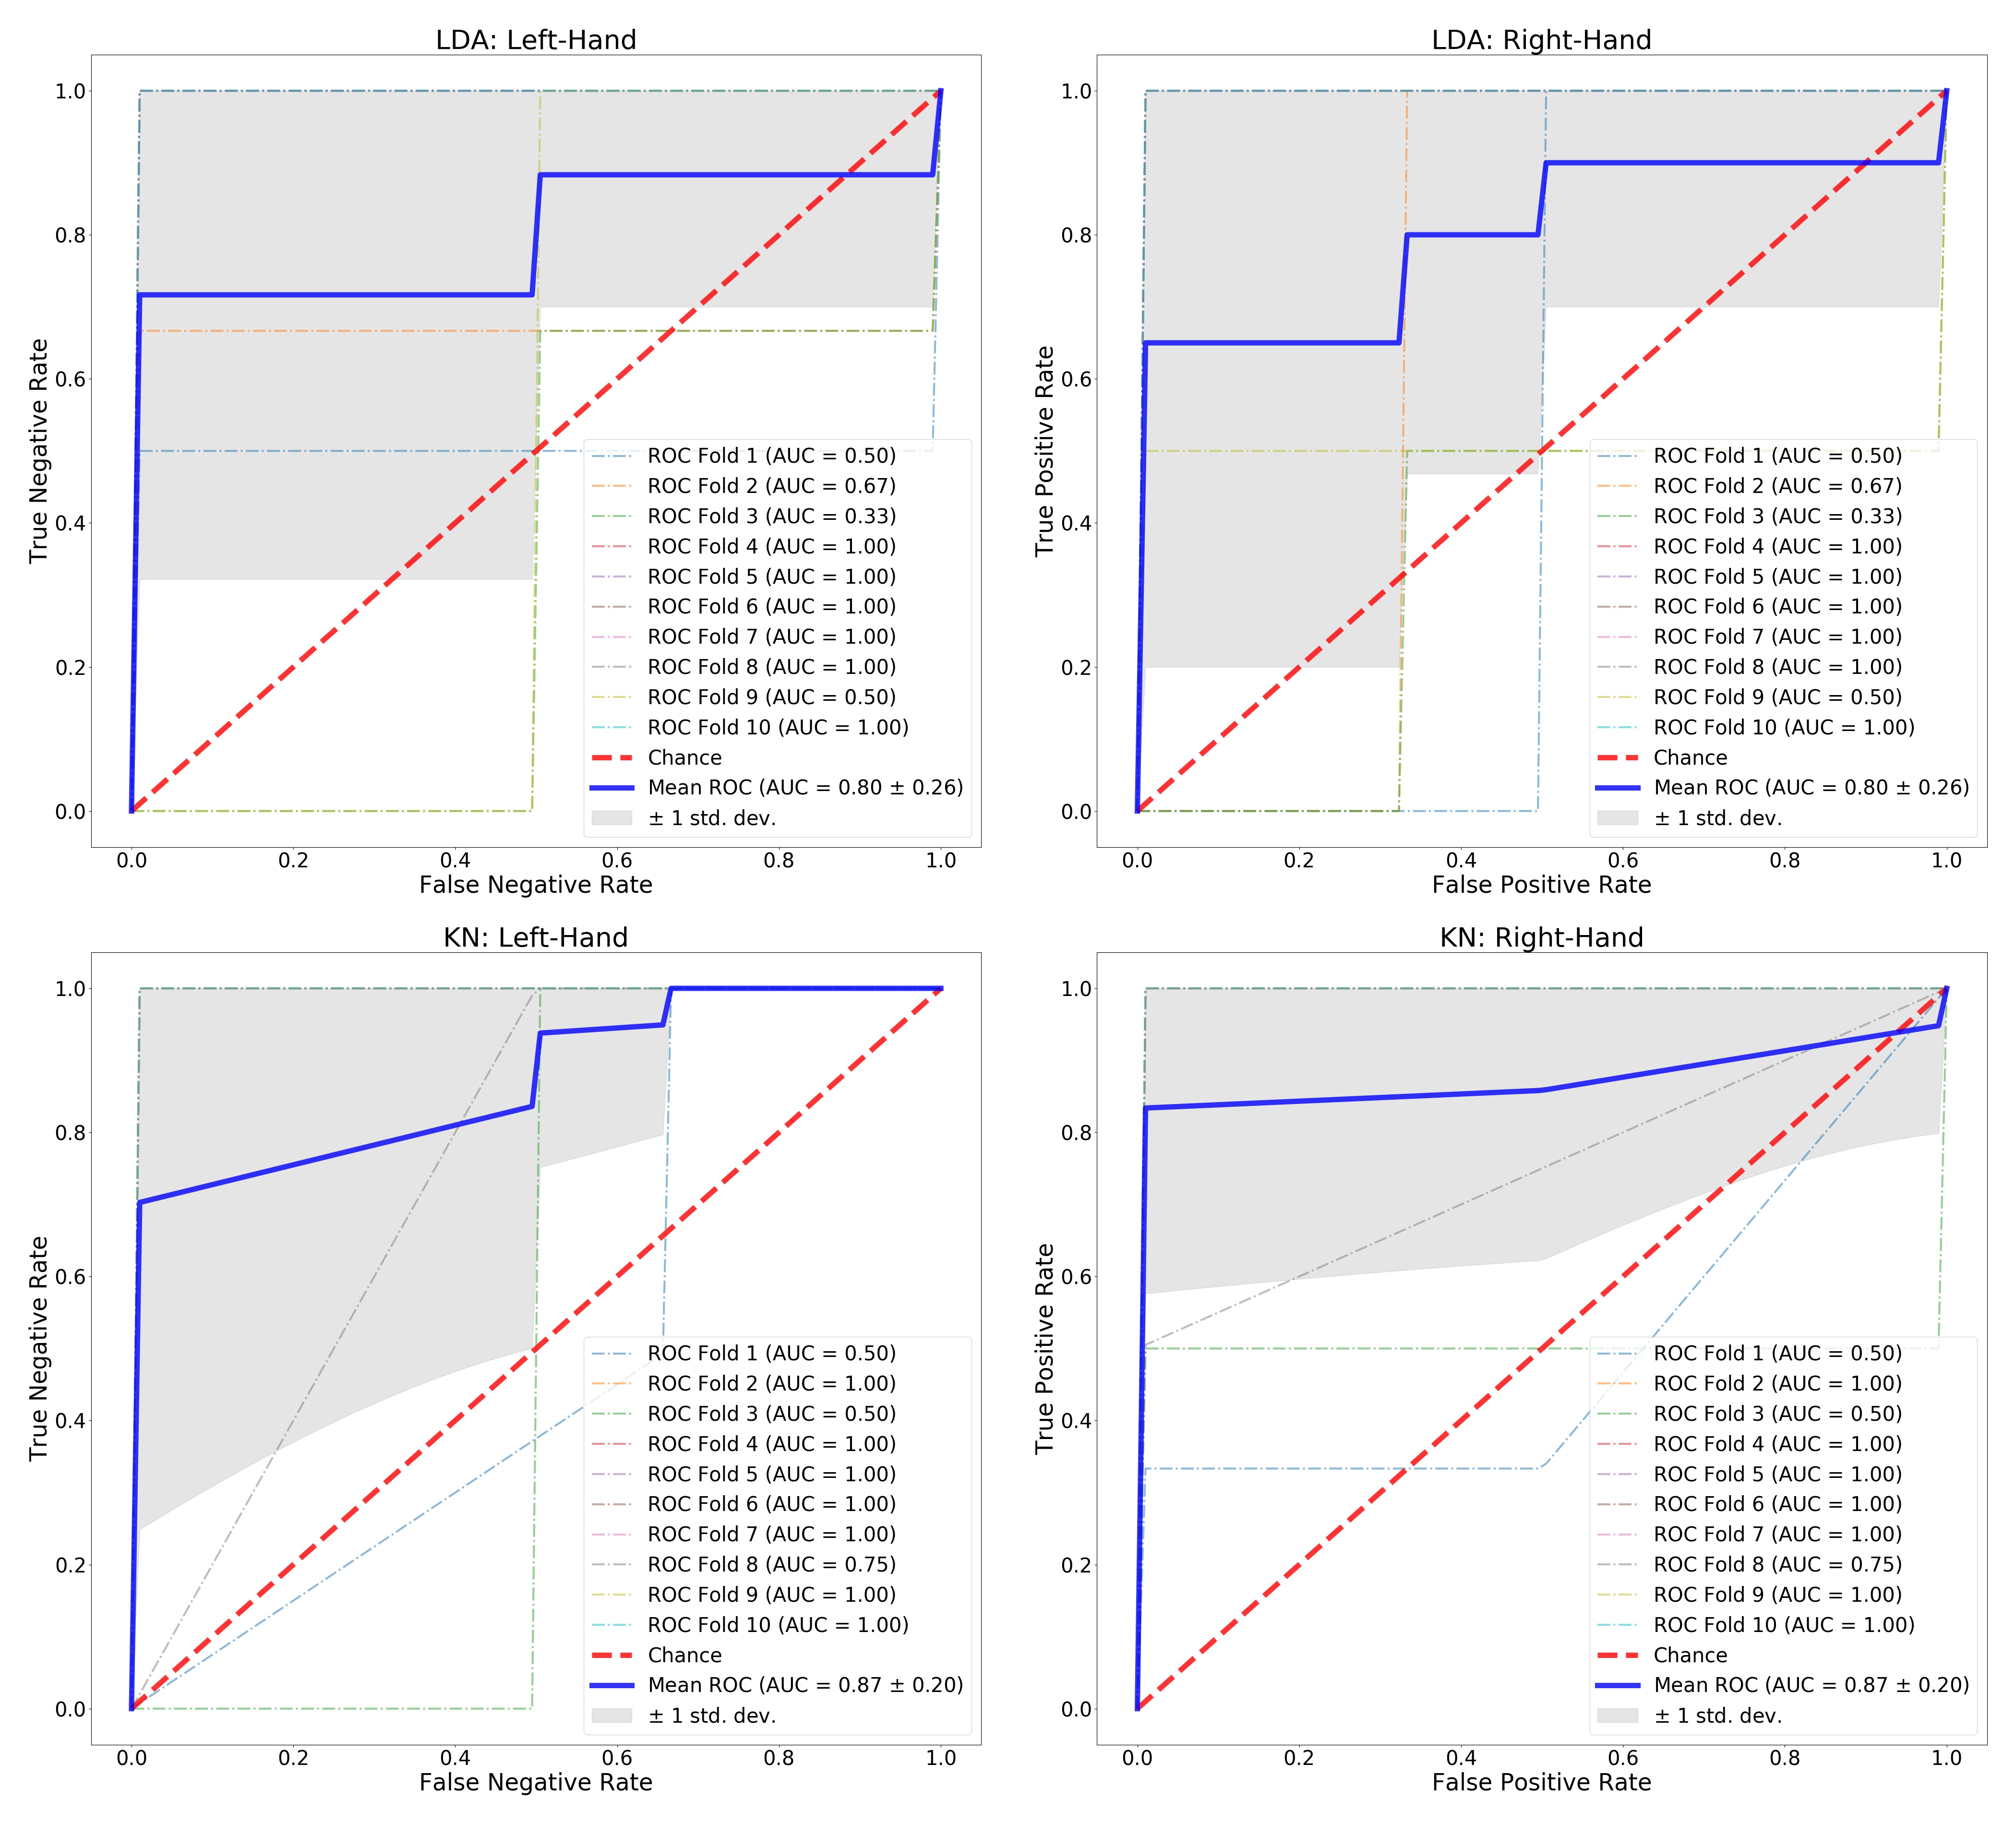 LDA: Left-Hand
1.0
0.8
0.6
0.4
0.2
0.0
True Negative Rate
ROC Fold 1 (AUC = 0.50)
ROC Fold 2 (AUC = 0.67)
ROC Fold 3 (AUC = 0.33)
ROC Fold 4 (AUC = 1.00)
ROC Fold 5 (AUC = 1.00)
ROC Fold 6 (AUC = 1.00)
ROC Fold 7 (AUC = 1.00)
ROC Fold 8 (AUC = 1.00)
ROC Fold 9 (AUC = 0.50)
ROC Fold 10 (AUC = 1.00)
Chance
Mean ROC (AUC = 0.80 ± 0.26)
± 1 std. dev.
0.0 0.2 0.4 0.6 0.8 1.0
False Negative Rate
LDA: Right-Hand
1.0
0.8
0.6
0.4
0.2
0.0
True Positive Rate
ROC Fold 1 (AUC = 0.50)
ROC Fold 2 (AUC = 0.67)
ROC Fold 3 (AUC = 0.33)
ROC Fold 4 (AUC = 1.00)
ROC Fold 5 (AUC = 1.00)
ROC Fold 6 (AUC = 1.00)
ROC Fold 7 (AUC = 1.00)
ROC Fold 8 (AUC = 1.00)
ROC Fold 9 (AUC = 0.50)
ROC Fold 10 (AUC = 1.00)
Chance
Mean ROC (AUC = 0.80 ± 0.26)
± 1 std. dev.
0.0 0.2 0.4 0.6 0.8 1.0
False Positive Rate
KN: Left-Hand
1.0
0.8
0.6
0.4
0.2
0.0
True Negative Rate
ROC Fold 1 (AUC = 0.50)
ROC Fold 2 (AUC = 1.00)
ROC Fold 3 (AUC = 0.50)
ROC Fold 4 (AUC = 1.00)
ROC Fold 5 (AUC = 1.00)
ROC Fold 6 (AUC = 1.00)
ROC Fold 7 (AUC = 1.00)
ROC Fold 8 (AUC = 0.75)
ROC Fold 9 (AUC = 1.00)
ROC Fold 10 (AUC = 1.00)
Chance
Mean ROC (AUC = 0.87 ± 0.20)
± 1 std. dev.
0.0 0.2 0.4 0.6 0.8 1.0
False Negative Rate
KN: Right-Hand
1.0
0.8
0.6
0.4
0.2
0.0
True Positive Rate
ROC Fold 1 (AUC = 0.50)
ROC Fold 2 (AUC = 1.00)
ROC Fold 3 (AUC = 0.50)
ROC Fold 4 (AUC = 1.00)
ROC Fold 5 (AUC = 1.00)
ROC Fold 6 (AUC = 1.00)
ROC Fold 7 (AUC = 1.00)
ROC Fold 8 (AUC = 0.75)
ROC Fold 9 (AUC = 1.00)
ROC Fold 10 (AUC = 1.00)
Chance
Mean ROC (AUC = 0.87 ± 0.20)
± 1 std. dev.
0.0 0.2 0.4 0.6 0.8 1.0
False Positive Rate